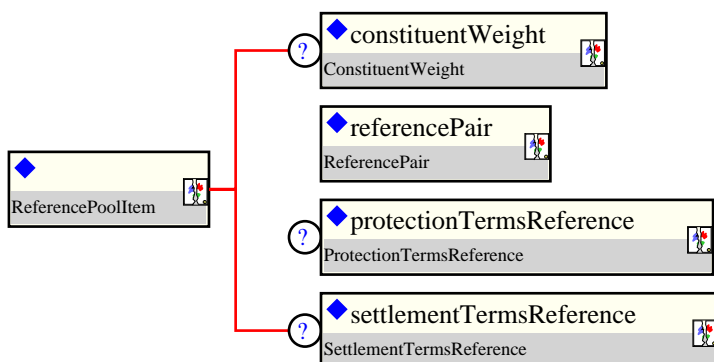 ? constituentWeight
ConstituentWeight
referencePair
ReferencePair
ReferencePoolItem
? protectionTermsReference
ProtectionTermsReference
? settlementTermsReference
SettlementTermsReference